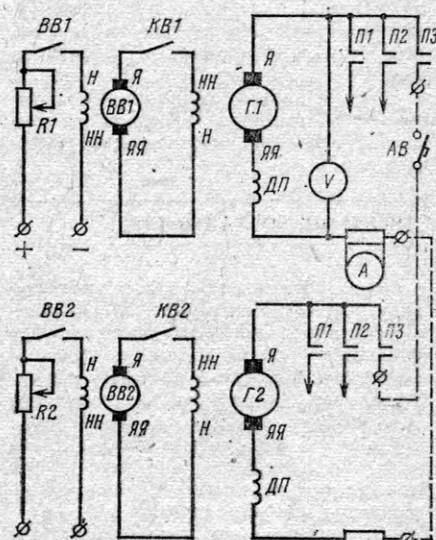 ВВ1
КВ1
П1
П2
П3
Я
Н
Я
НН
R1
ВВ1
Г1
АВ
НН
ЯЯ
Н
ЯЯ
ДП
V
+
−
А
ВВ2
КВ2
П1
П2
П3
Я
Н
Я
НН
R2
ВВ2
Г2
НН
ЯЯ
Н
ЯЯ
ДП